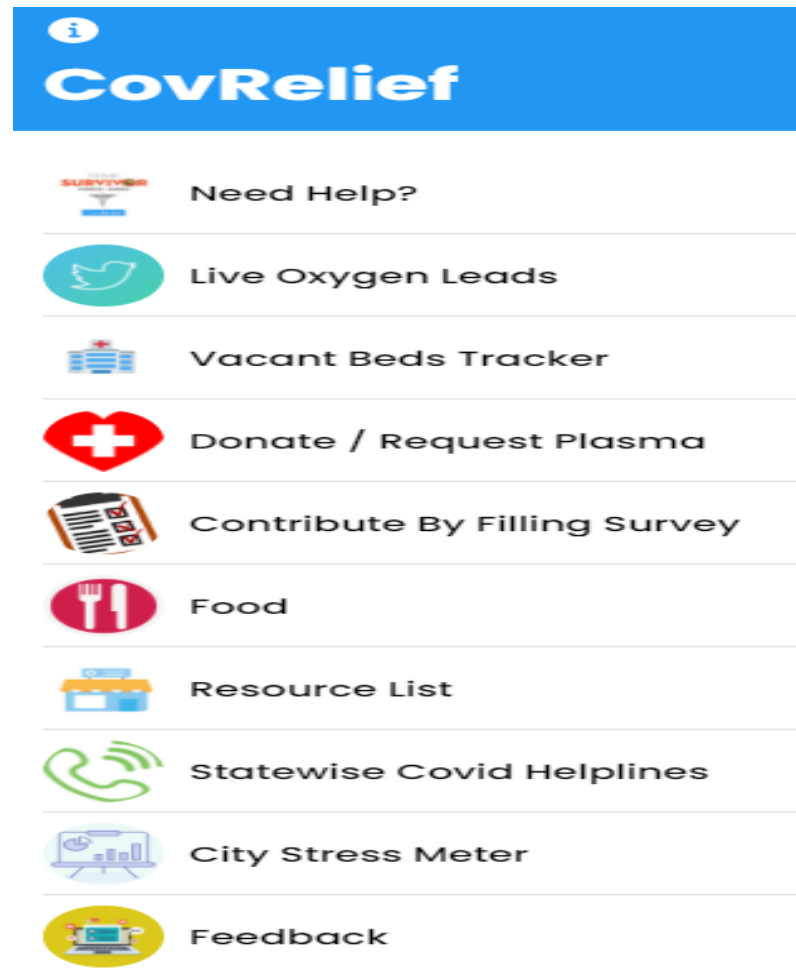 CovRelief
SURVIVOR
Need Help?
Live Oxygen Leads
Vacant Beds Tracker
Donate / Request Plasma
Contribute By Filling Survey
Food
Resource List
Statewise Covid Helplines
City Stress Meter
Feedback